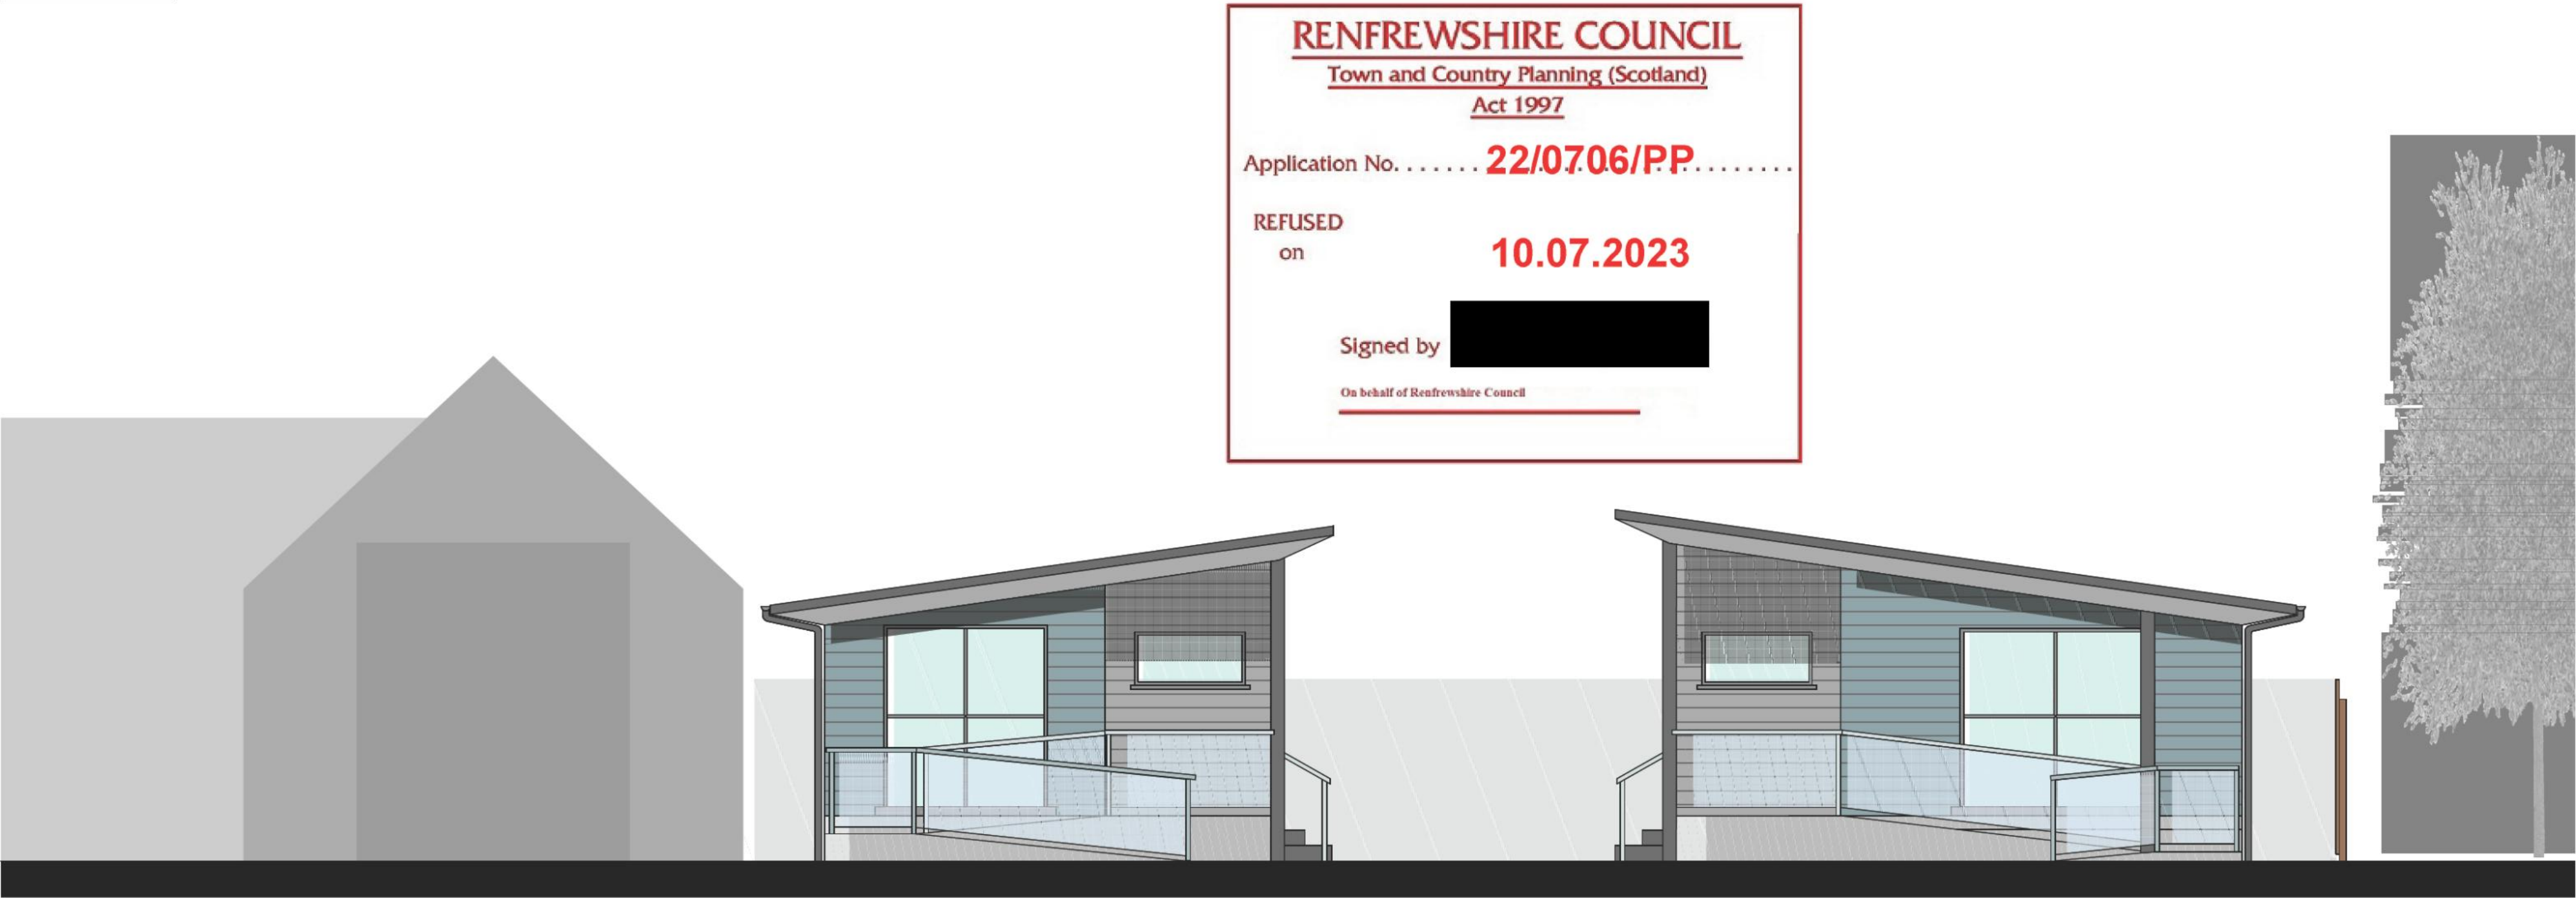 RENFREWSHIRE COUNCIL
Town and Country Planning (Scotland)
Act 1997
Application No. . . . . . . 22/0706/PP . . . . . . . . .
REFUSED
on 10.07.2023
Signed by
On behalf of Renfrewshire Council